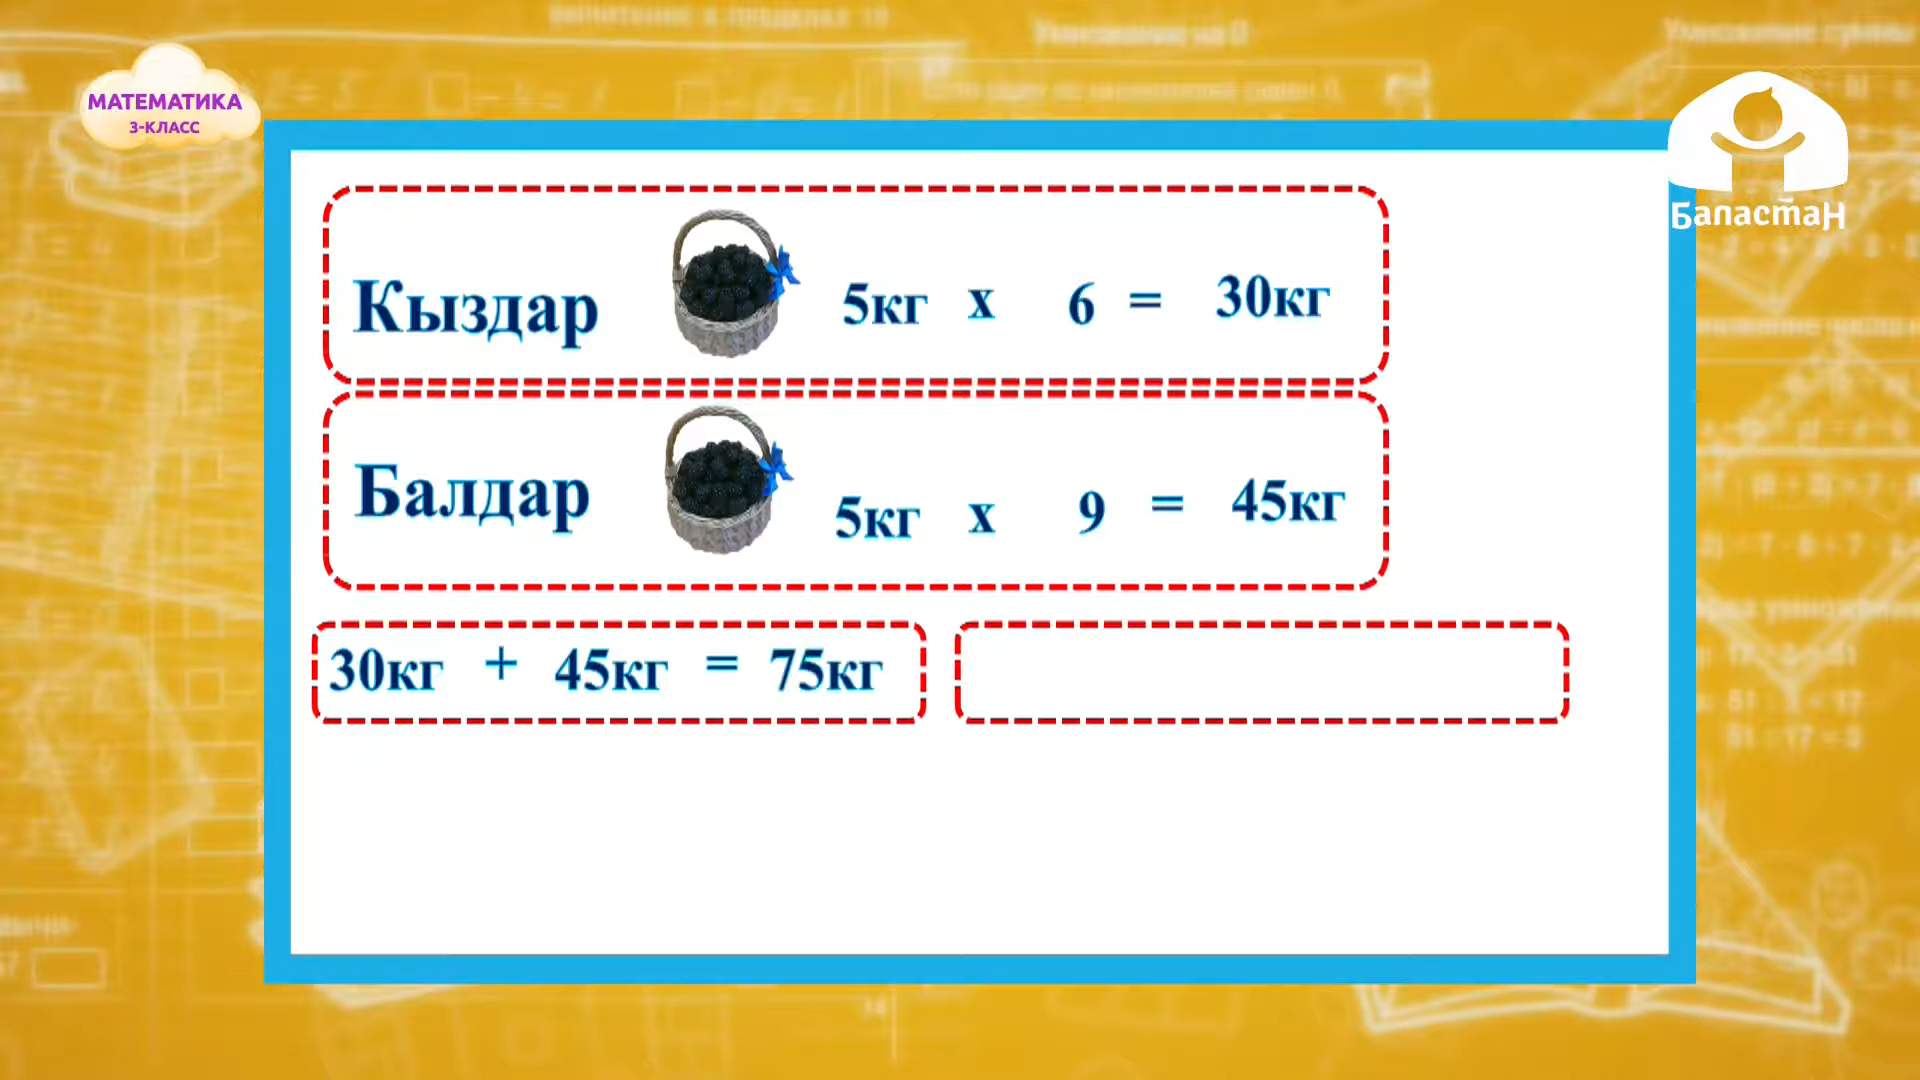 МАТЕМАТИКА
3-КЛАСС
Баластан
Кыздар 5кг x 6 = 30кг
Балдар 5кг x 9 = 45кг
30кг + 45кг = 75кг